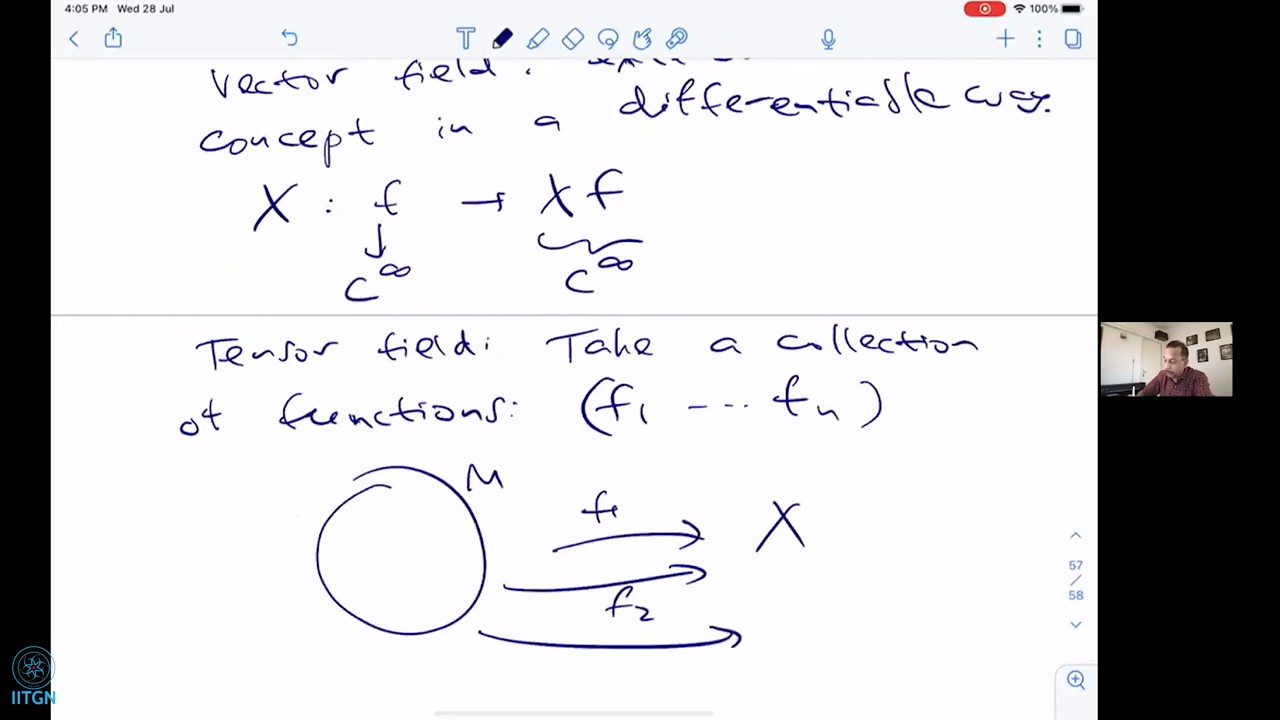 4:05 PM Wed 28 Jul
100%
vector field:
concept in a differentiable way.
X : f → Xf
C^∞ C^∞
Tensor field: Take a collection
of functions: (f1 --- fn)
M
f1
X
f2
57
/
58
IITGN